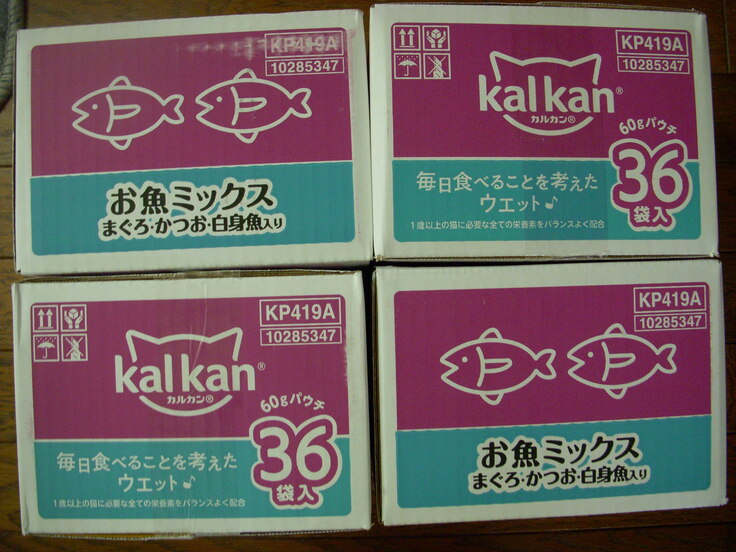 KP419A
10285347
お魚ミックス
まぐろ・かつお・白身魚入り
KP419A
10285347
kal kan®
カルカン®
60gパウチ
36
袋入
毎日食べることを考えた
ウエット♪
1歳以上の猫に必要な全ての栄養素をバランスよく配合
KP419A
10285347
kal kan®
カルカン®
60gパウチ
36
袋入
毎日食べることを考えた
ウエット♪
1歳以上の猫に必要な全ての栄養素をバランスよく配合
KP419A
10285347
お魚ミックス
まぐろ・かつお・白身魚入り